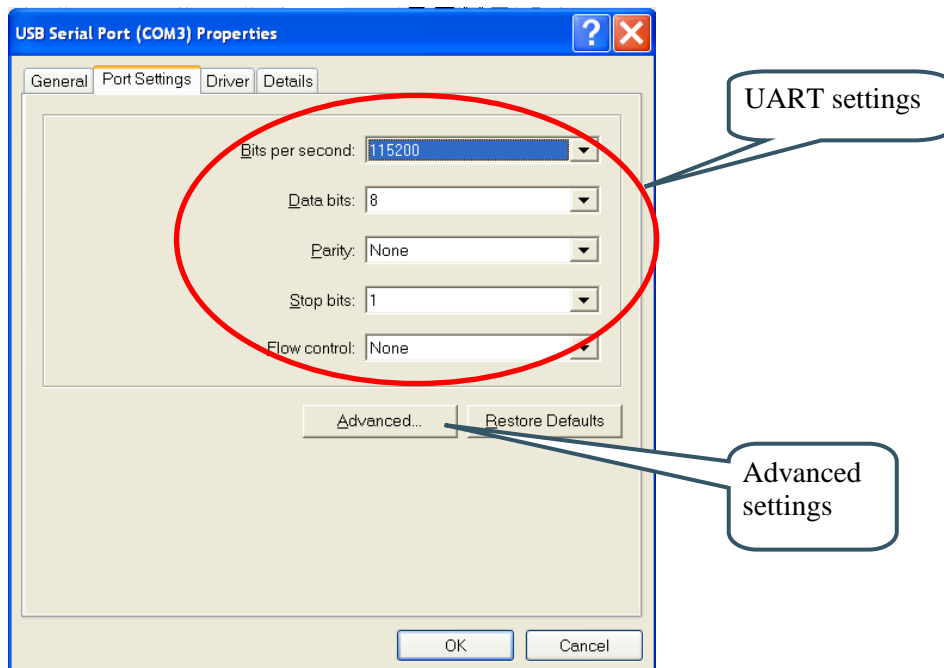 USB Serial Port (COM3) Properties
?
General Port Settings Driver Details
UART settings
Bits per second: 115200
Data bits: 8
Parity: None
Stop bits: 1
Flow control: None
Advanced... Restore Defaults
Advanced
settings
OK Cancel